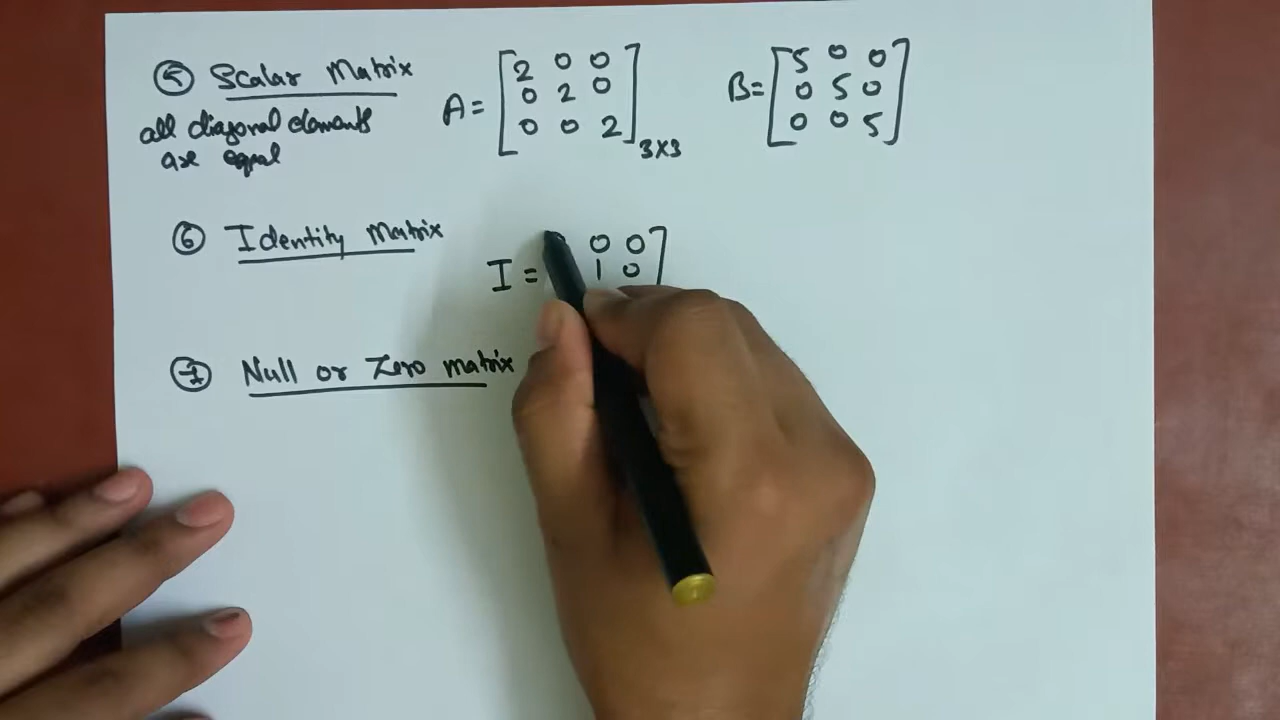 ⑤ Scalar Matrix
all diagonal elements
are equal
A = [2 0 0
0 2 0
0 0 2] 3×3
B = [5 0 0
0 5 0
0 0 5]
⑥ Identity Matrix
I = 0 0]
1 0
⑦ Null or Zero matrix